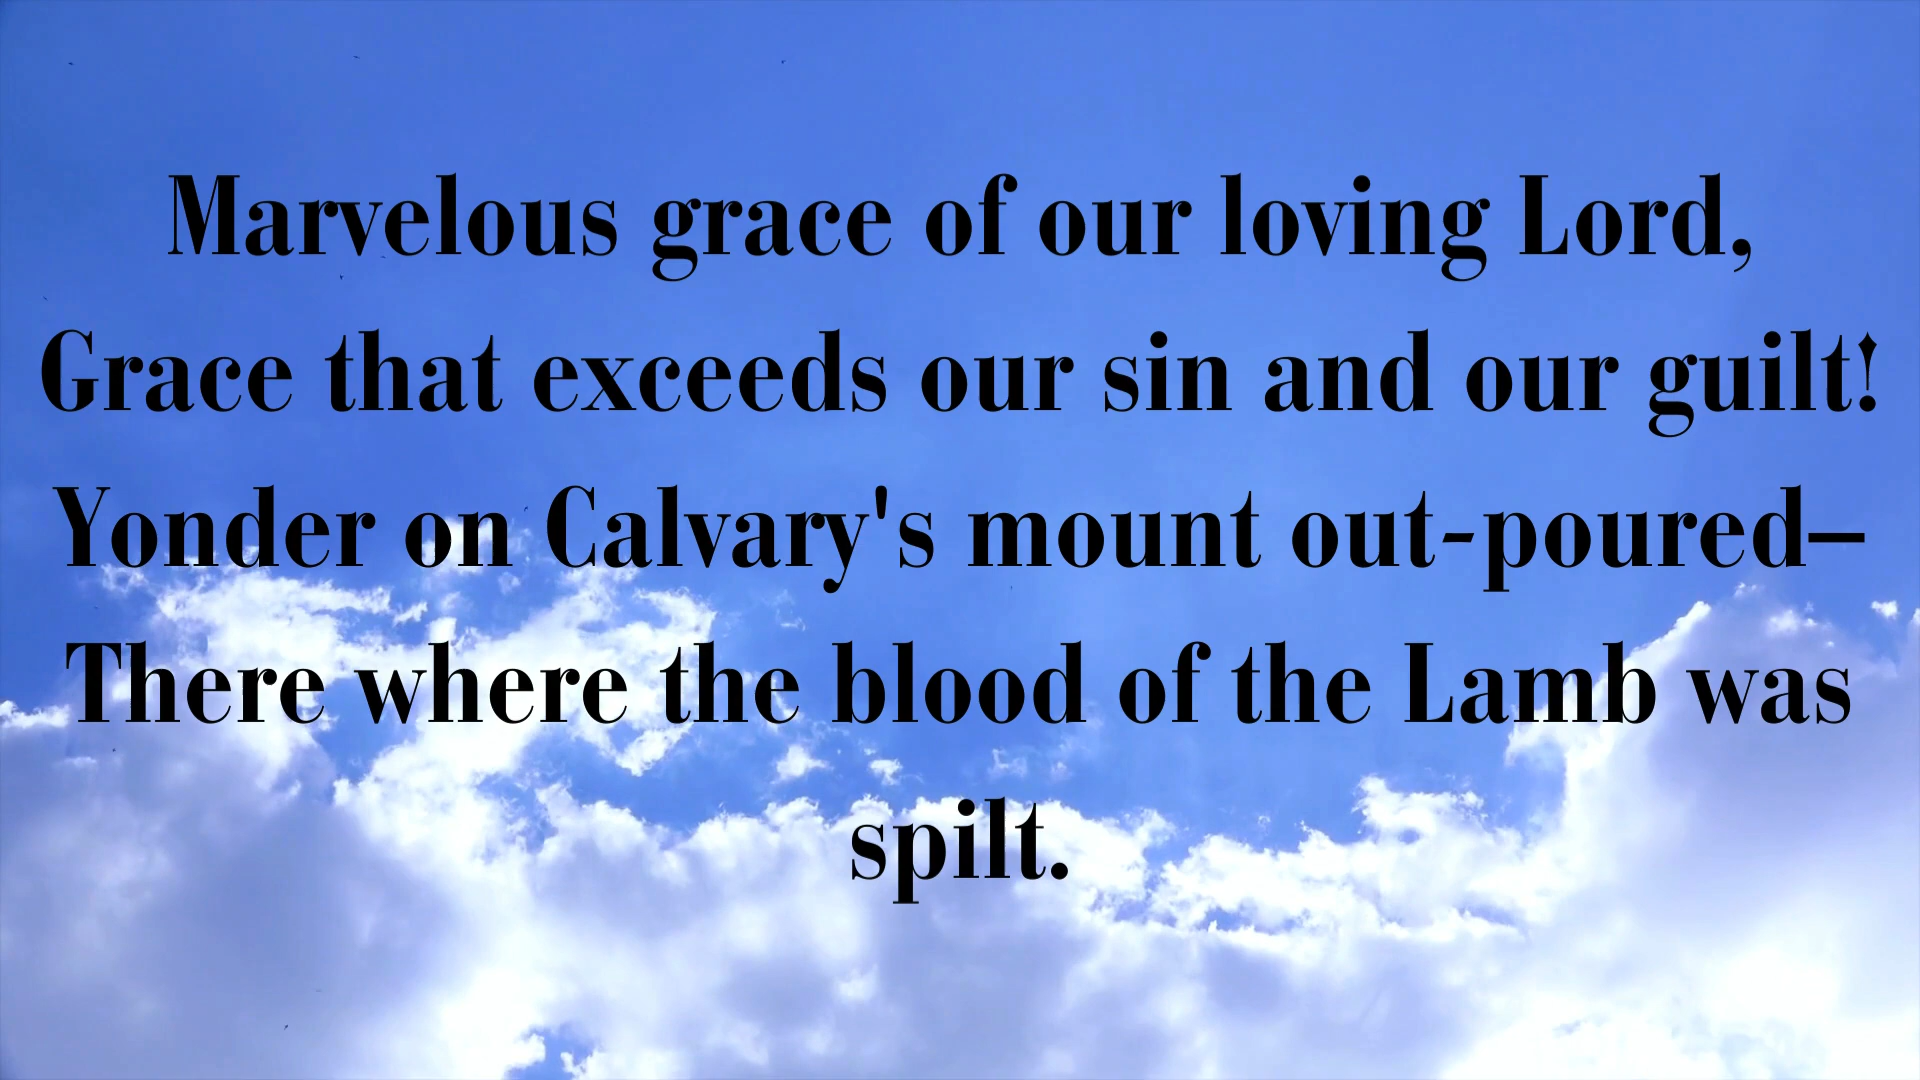 Marvelous grace of our loving Lord,
Grace that exceeds our sin and our guilt!
Yonder on Calvary's mount out-poured–
There where the blood of the Lamb was
spilt.